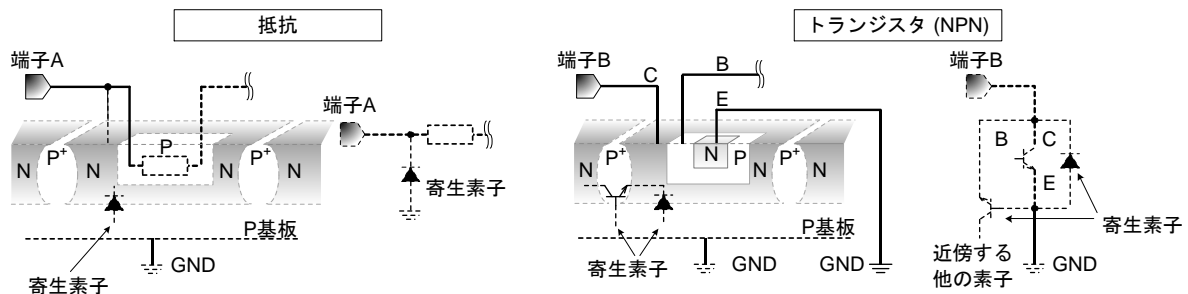 抵抗
トランジスタ (NPN)
端子A
端子A
P
N
P+
N
N
P+
N
寄生素子
P基板
GND
寄生素子
端子B
C
B
E
N
P+
N
N
P
P+
N
P基板
寄生素子
GND
GND
端子B
B
C
E
寄生素子
近傍する
他の素子
GND